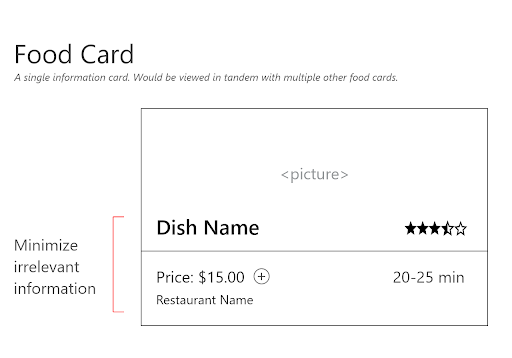 Food Card
A single information card. Would be viewed in tandem with multiple other food cards.
<picture>
Dish Name
Minimize
irrelevant
information
Price: $15.00
20-25 min
Restaurant Name